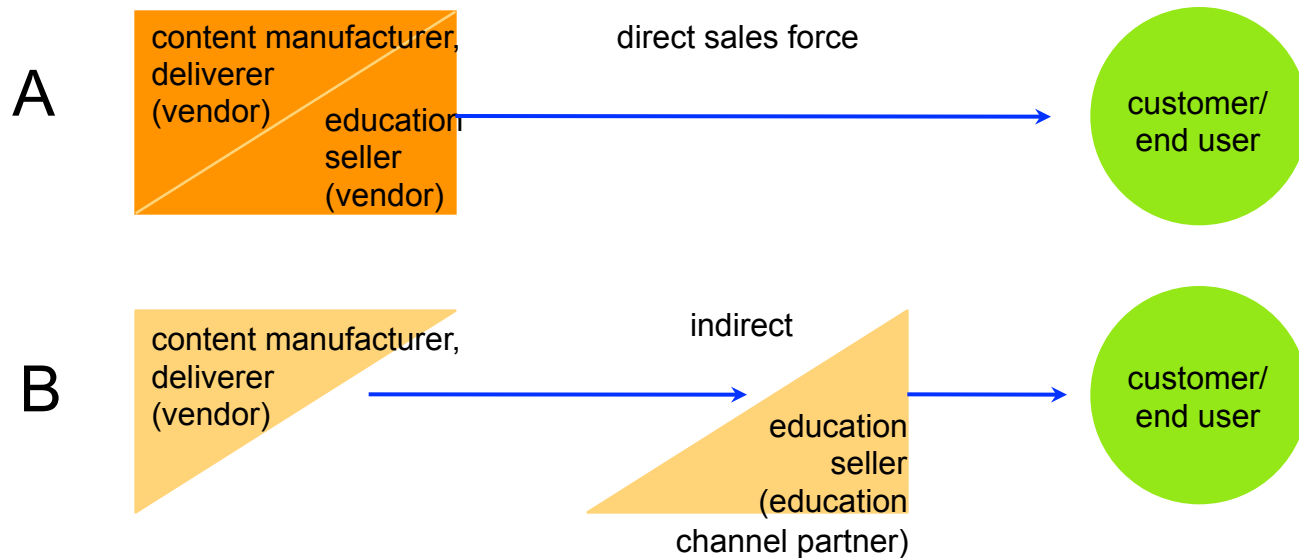 A
content manufacturer,
deliverer
(vendor)
education
seller
(vendor)
direct sales force
customer/
end user
B
content manufacturer,
deliverer
(vendor)
indirect
education
seller
(education
channel partner)
customer/
end user